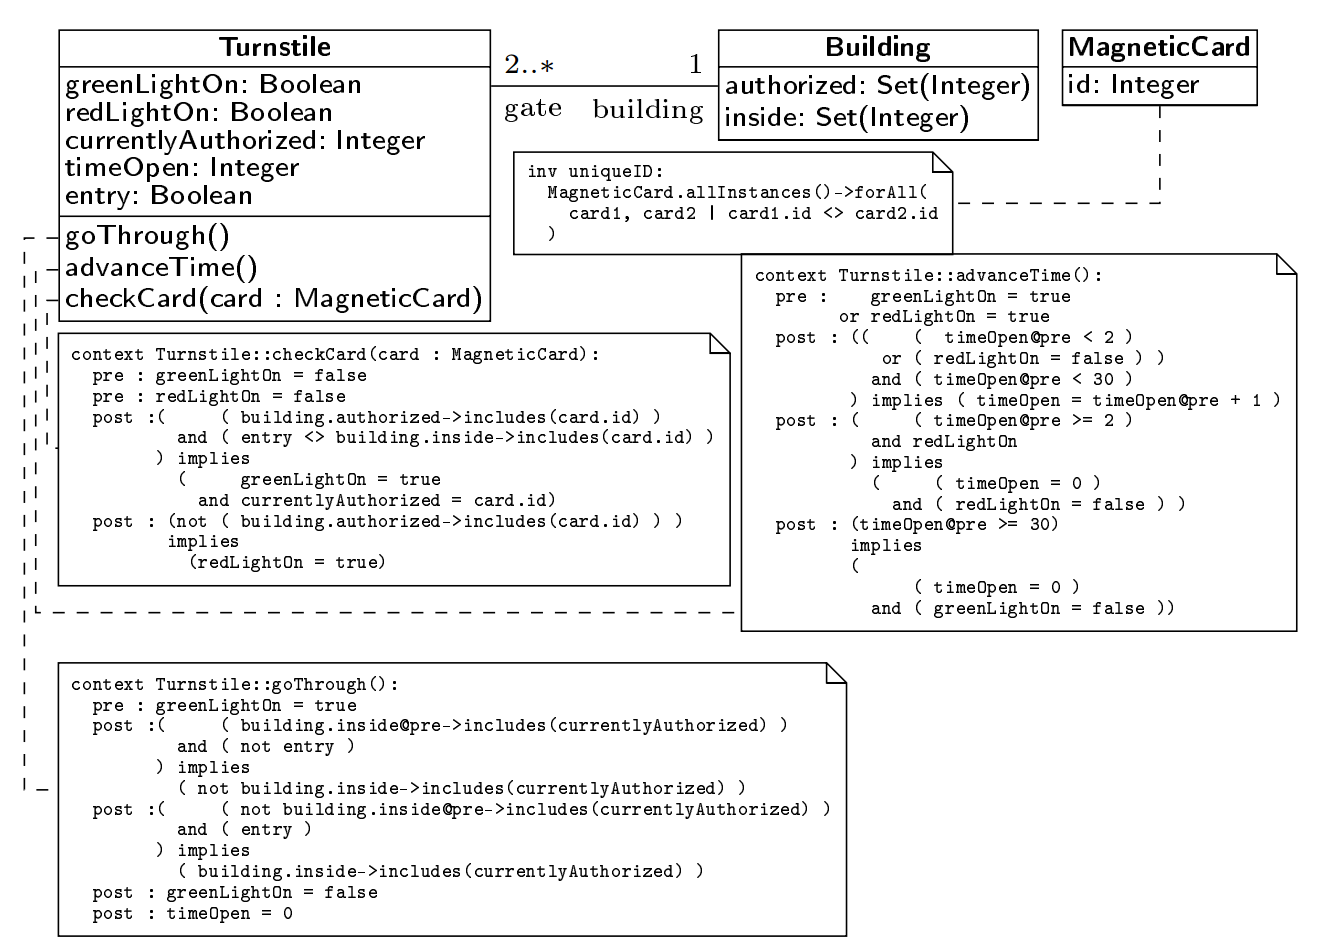 Turnstile
greenLightOn: Boolean
redLightOn: Boolean
currentlyAuthorized: Integer
timeOpen: Integer
entry: Boolean
goThrough()
advanceTime()
checkCard(card : MagneticCard)
2..*
1
gate
building
Building
authorized: Set(Integer)
inside: Set(Integer)
MagneticCard
id: Integer
inv uniqueID:
MagneticCard.allInstances()->forAll(
card1, card2 | card1.id <> card2.id
)
context Turnstile::advanceTime():
pre : greenLightOn = true
or redLightOn = true
post : (( ( timeOpen@pre < 2 )
or ( redLightOn = false ) )
and ( timeOpen@pre < 30 )
) implies ( timeOpen = timeOpen@pre + 1 )
post : ( ( timeOpen@pre >= 2 )
and redLightOn
) implies
( ( timeOpen = 0 )
and ( redLightOn = false ) )
post : (timeOpen@pre >= 30)
implies
(
( timeOpen = 0 )
and ( greenLightOn = false ))
context Turnstile::checkCard(card : MagneticCard):
pre : greenLightOn = false
pre : redLightOn = false
post :( ( building.authorized->includes(card.id) )
and ( entry <> building.inside->includes(card.id) )
) implies
( greenLightOn = true
and currentlyAuthorized = card.id)
post : (not ( building.authorized->includes(card.id) ) )
implies
(redLightOn = true)
context Turnstile::goThrough():
pre : greenLightOn = true
post :( ( building.inside@pre->includes(currentlyAuthorized) )
and ( not entry )
) implies
( not building.inside->includes(currentlyAuthorized) )
post :( ( not building.inside@pre->includes(currentlyAuthorized) )
and ( entry )
) implies
( building.inside->includes(currentlyAuthorized) )
post : greenLightOn = false
post : timeOpen = 0